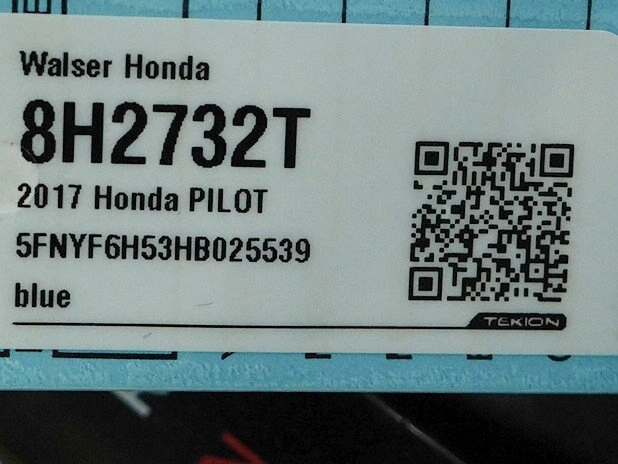 Walser Honda
8H2732T
2017 Honda PILOT
5FNYF6H53HB025539
blue
TEKION